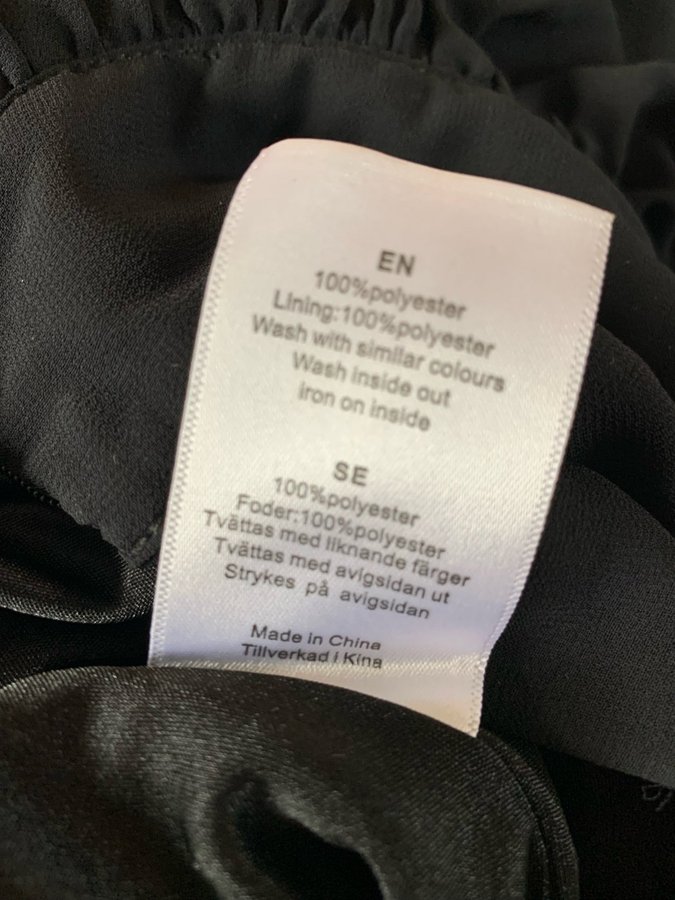 EN
100%polyester
Lining:100%polyester
Wash with similar colours
Wash inside out
iron on inside
SE
100%polyester
Foder:100%polyester
Tvättas med liknande färger
Tvättas med avigsidan ut
Strykes på avigsidan
Made in China
Tillverkad i Kina